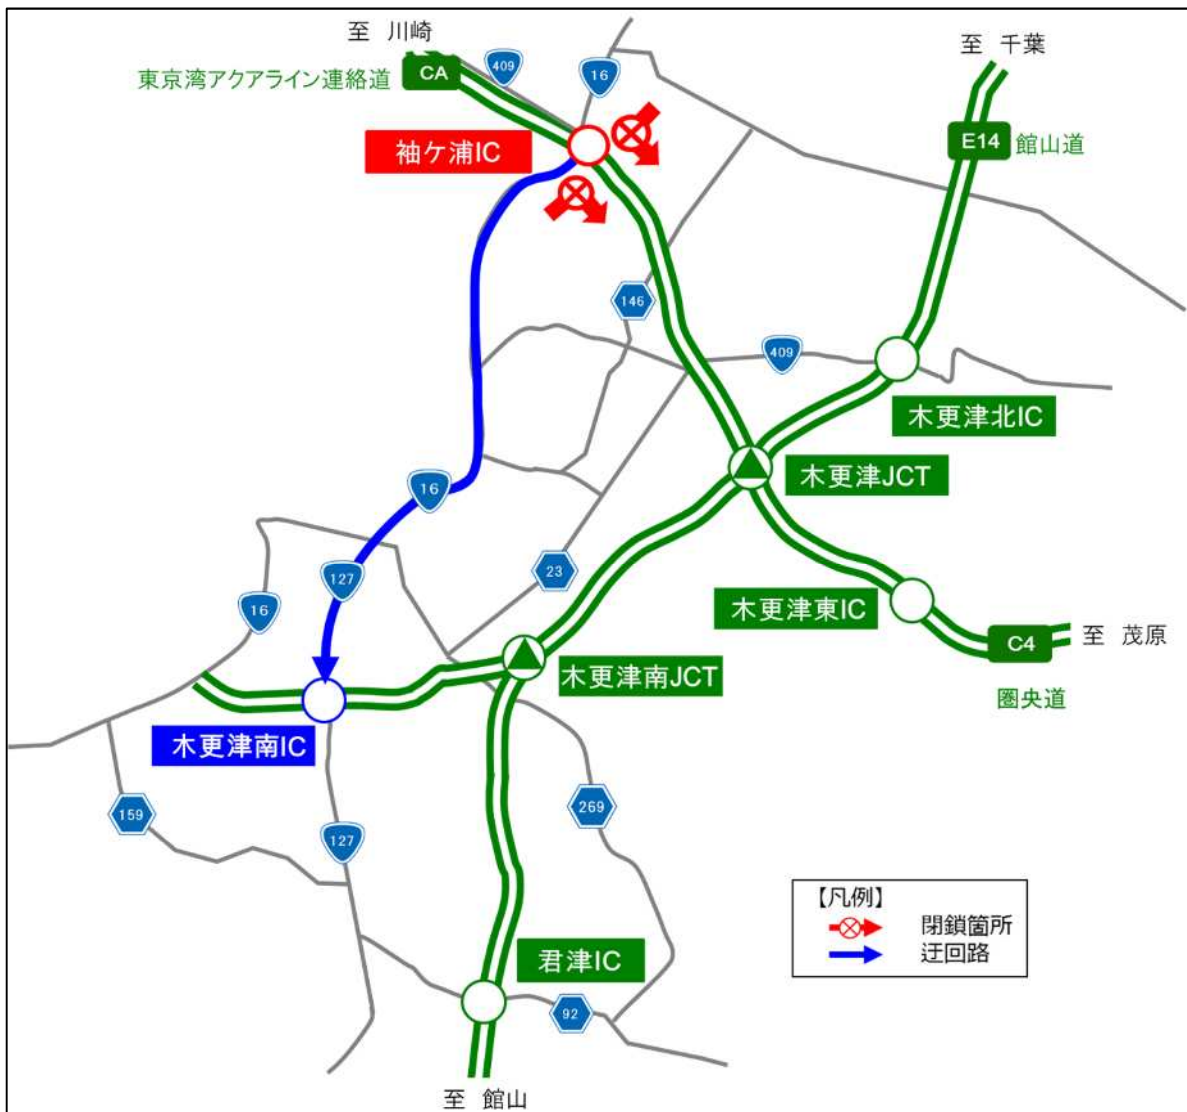 至 川崎
至 千葉
CA
409
16
東京湾アクアライン連絡道
E14
館山道
袖ケ浦IC
146
409
木更津北IC
木更津JCT
16
23
127
16
木更津東IC
C4
至 茂原
木更津南JCT
圏央道
木更津南IC
159
269
127
【凡例】
閉鎖箇所
迂回路
君津IC
92
至 館山